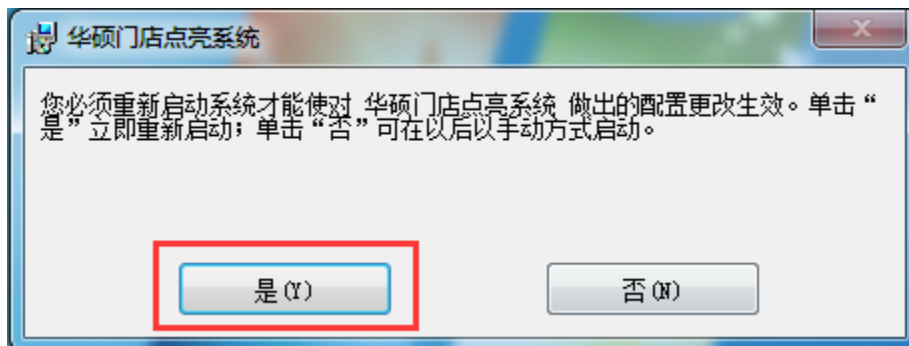 华硕门店点亮系统
您必须重新启动系统才能使对 华硕门店点亮系统 做出的配置更改生效。单击“
是”立即重新启动；单击“否”可在以后以手动方式启动。
是(Y)
否(N)